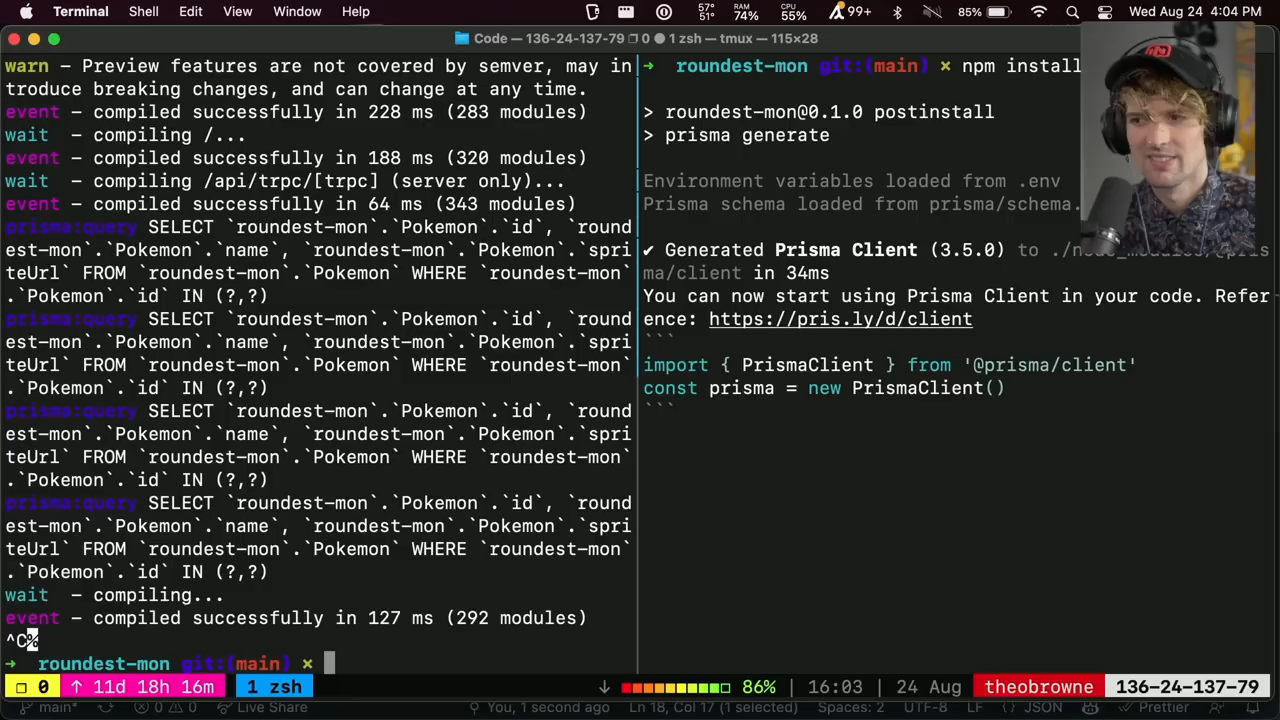 Terminal Shell Edit View Window Help 57° 51° RAM 74% CPU 55% 99+ 85% Wed Aug 24 4:04 PM
Code — 136-24-137-79 ❐ 0 ● 1 zsh — tmux — 115×28
warn – Preview features are not covered by semver, may in
troduce breaking changes, and can change at any time.
event – compiled successfully in 228 ms (283 modules)
wait – compiling /...
event – compiled successfully in 188 ms (320 modules)
wait – compiling /api/trpc/[trpc] (server only)...
event – compiled successfully in 64 ms (343 modules)
prisma:query SELECT `roundest-mon`.`Pokemon`.`id`, `round
est-mon`.`Pokemon`.`name`, `roundest-mon`.`Pokemon`.`spri
teUrl` FROM `roundest-mon`.`Pokemon` WHERE `roundest-mon`
.`Pokemon`.`id` IN (?,?)
prisma:query SELECT `roundest-mon`.`Pokemon`.`id`, `round
est-mon`.`Pokemon`.`name`, `roundest-mon`.`Pokemon`.`spri
teUrl` FROM `roundest-mon`.`Pokemon` WHERE `roundest-mon`
.`Pokemon`.`id` IN (?,?)
prisma:query SELECT `roundest-mon`.`Pokemon`.`id`, `round
est-mon`.`Pokemon`.`name`, `roundest-mon`.`Pokemon`.`spri
teUrl` FROM `roundest-mon`.`Pokemon` WHERE `roundest-mon`
.`Pokemon`.`id` IN (?,?)
prisma:query SELECT `roundest-mon`.`Pokemon`.`id`, `round
est-mon`.`Pokemon`.`name`, `roundest-mon`.`Pokemon`.`spri
teUrl` FROM `roundest-mon`.`Pokemon` WHERE `roundest-mon`
.`Pokemon`.`id` IN (?,?)
wait – compiling...
event – compiled successfully in 127 ms (292 modules)
^C%
→ roundest-mon git:(main) ×
→ roundest-mon git:(main) × npm install
> roundest-mon@0.1.0 postinstall
> prisma generate
Environment variables loaded from .env
Prisma schema loaded from prisma/schema.
✔ Generated Prisma Client (3.5.0) to ./node_modules/@pris
ma/client in 34ms
You can now start using Prisma Client in your code. Refer
ence: https://pris.ly/d/client
```
import { PrismaClient } from '@prisma/client'
const prisma = new PrismaClient()
```
❐ 0 ↑ 11d 18h 16m 1 zsh ↓ 86% | 16:03 | 24 Aug theobrowne 136-24-137-79
main* 0 0 Live Share You, 1 second ago Ln 18, Col 17 (1 selected) Spaces: 2 UTF-8 LF {} JSON Prettier